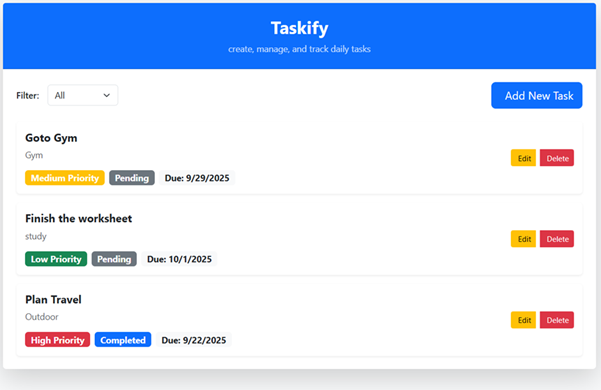 Taskify
create, manage, and track daily tasks
Filter: All Add New Task
Goto Gym
Gym
Edit Delete
Medium Priority Pending Due: 9/29/2025
Finish the worksheet
study
Edit Delete
Low Priority Pending Due: 10/1/2025
Plan Travel
Outdoor
Edit Delete
High Priority Completed Due: 9/22/2025